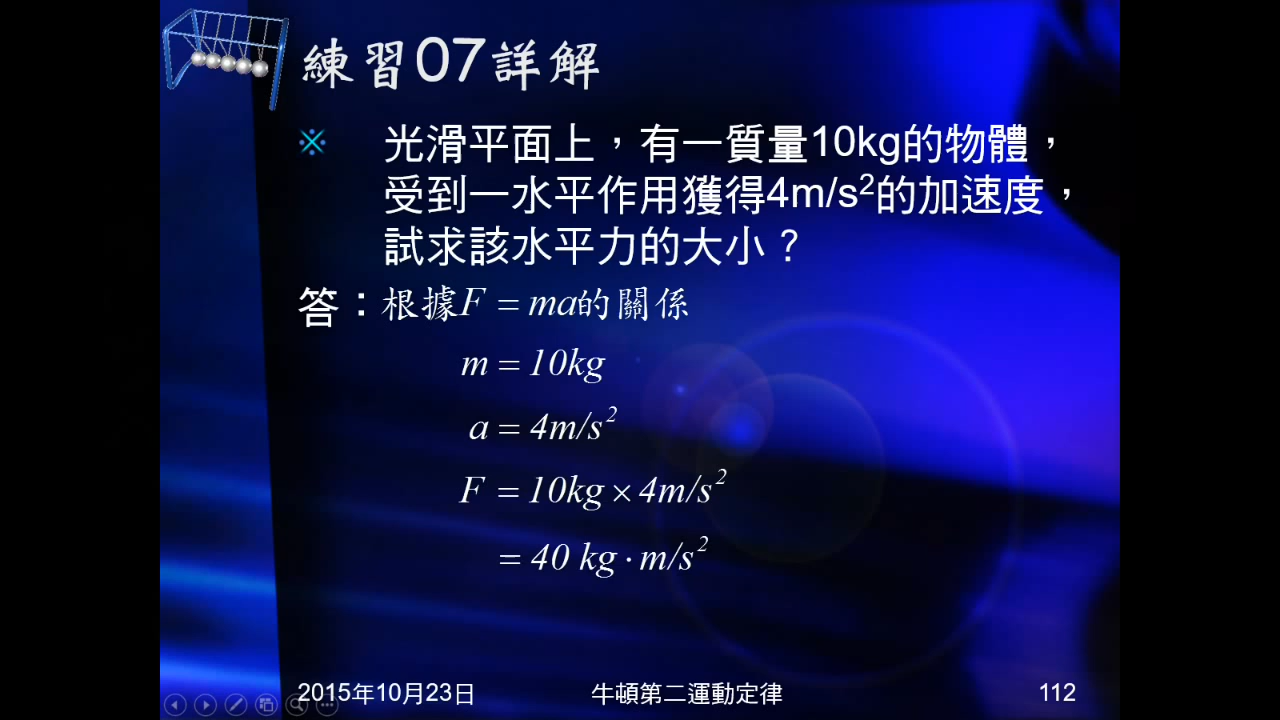 練習07詳解
※ 光滑平面上，有一質量10kg的物體，
受到一水平作用獲得4m/s²的加速度，
試求該水平力的大小？
答：根據F = ma的關係
m = 10kg
a = 4m/s²
F = 10kg × 4m/s²
= 40 kg · m/s²
2015年10月23日 牛頓第二運動定律 112